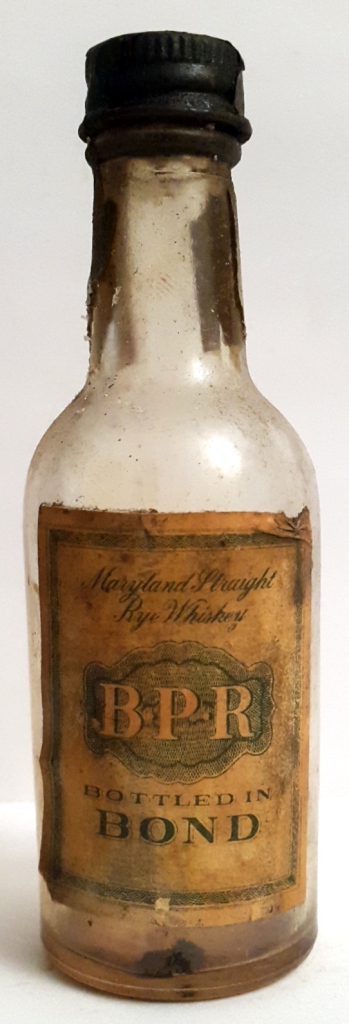 Maryland Straight
Rye Whiskey
BPR
BOTTLED IN
BOND